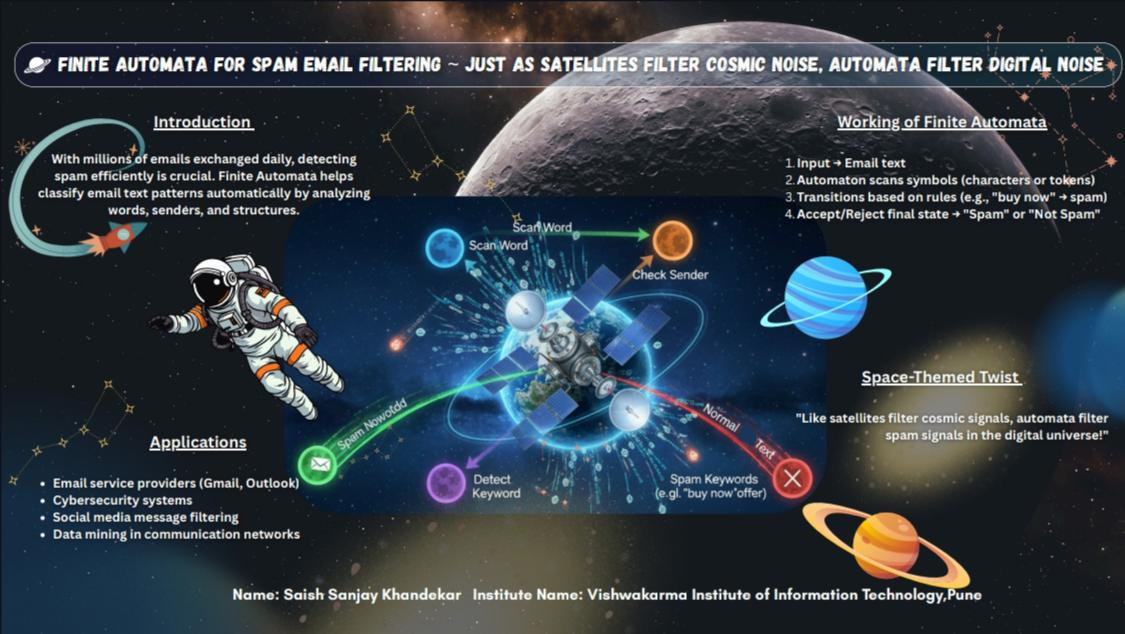 FINITE AUTOMATA FOR SPAM EMAIL FILTERING ~ JUST AS SATELLITES FILTER COSMIC NOISE, AUTOMATA FILTER DIGITAL NOISE
Introduction
With millions of emails exchanged daily, detecting
spam efficiently is crucial. Finite Automata helps
classify email text patterns automatically by analyzing
words, senders, and structures.
Working of Finite Automata
1. Input → Email text
2. Automaton scans symbols (characters or tokens)
3. Transitions based on rules (e.g., "buy now" → spam)
4. Accept/Reject final state → "Spam" or "Not Spam"
Scan Word
Scan Word
Check Sender
Spam Nowotdd
Normal Text
Detect
Keyword
Spam Keywords
(e.gl. "buy now"offer)
Space-Themed Twist
"Like satellites filter cosmic signals, automata filter
spam signals in the digital universe!"
Applications
• Email service providers (Gmail, Outlook)
• Cybersecurity systems
• Social media message filtering
• Data mining in communication networks
Name: Saish Sanjay Khandekar Institute Name: Vishwakarma Institute of Information Technology,Pune